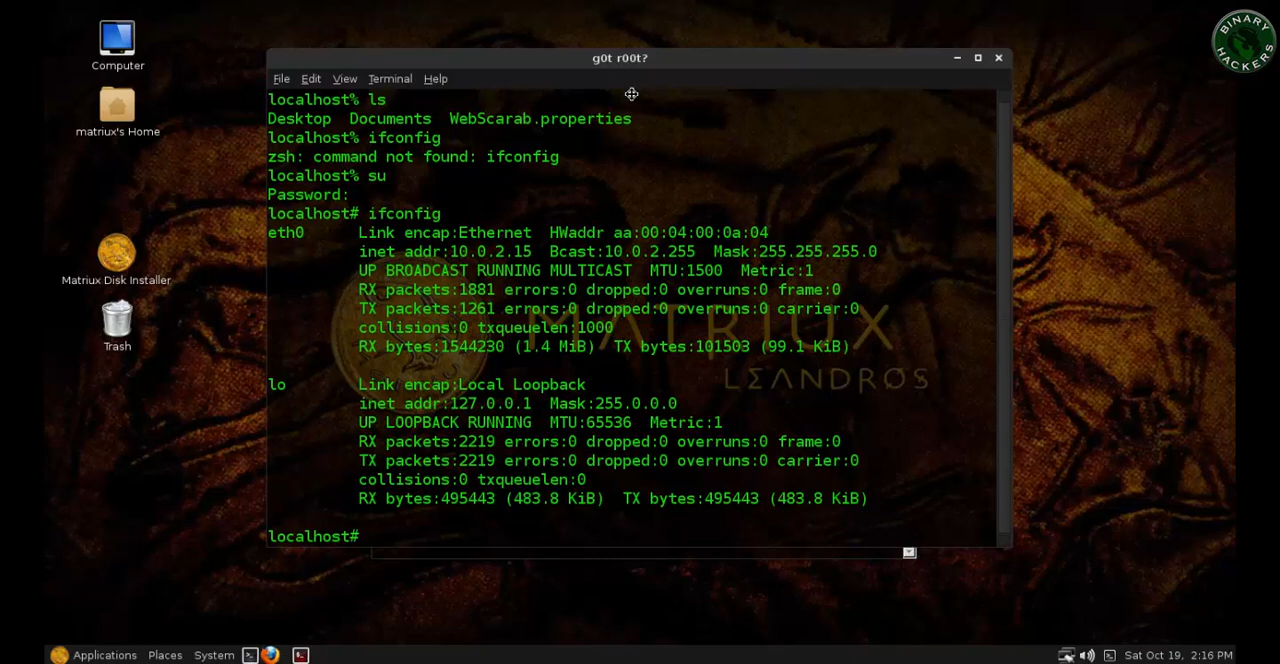 BINARY HACKERS
Computer
matriux's Home
Matriux Disk Installer
Trash
g0t r00t?
File Edit View Terminal Help
localhost% ls
Desktop  Documents  WebScarab.properties
localhost% ifconfig
zsh: command not found: ifconfig
localhost% su
Password:
localhost# ifconfig
eth0      Link encap:Ethernet  HWaddr aa:00:04:00:0a:04
          inet addr:10.0.2.15  Bcast:10.0.2.255  Mask:255.255.255.0
          UP BROADCAST RUNNING MULTICAST  MTU:1500  Metric:1
          RX packets:1881 errors:0 dropped:0 overruns:0 frame:0
          TX packets:1261 errors:0 dropped:0 overruns:0 carrier:0
          collisions:0 txqueuelen:1000
          RX bytes:1544230 (1.4 MiB)  TX bytes:101503 (99.1 KiB)
lo        Link encap:Local Loopback
          inet addr:127.0.0.1  Mask:255.0.0.0
          UP LOOPBACK RUNNING  MTU:65536  Metric:1
          RX packets:2219 errors:0 dropped:0 overruns:0 frame:0
          TX packets:2219 errors:0 dropped:0 overruns:0 carrier:0
          collisions:0 txqueuelen:0
          RX bytes:495443 (483.8 KiB)  TX bytes:495443 (483.8 KiB)
localhost#
MATRIUX
LEANDROS
Applications Places System
Sat Oct 19, 2:16 PM